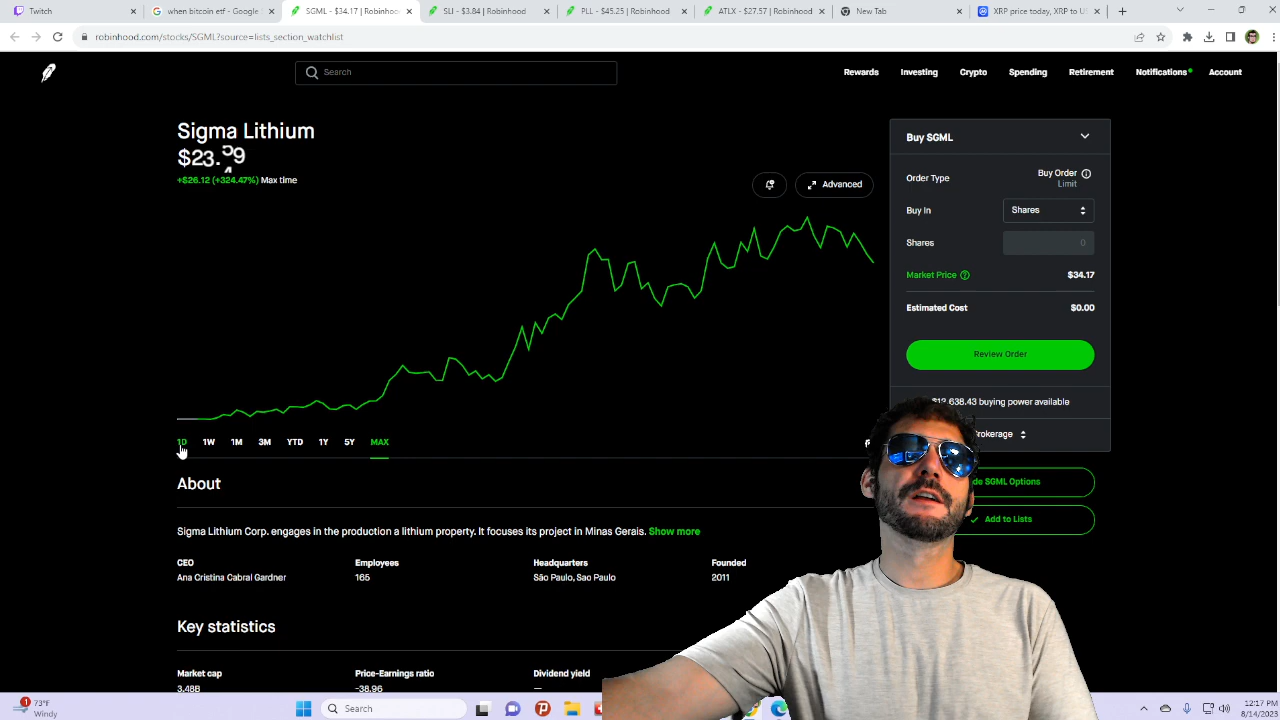 Twitch
when bitcoin etf - Google
SGML - $34.17 | Robinhood
SLI - $3.84 | Robinhood
PLL - $45.25 | Robinhood
ATLX - $27.57 | Robinhood
New Tab
XRP price today, XRP to US
robinhood.com/stocks/SGML?source=lists_section_watchlist
Search
Rewards
Investing
Crypto
Spending
Retirement
Notifications
Account
Sigma Lithium
+$26.12 (+324.47%) Max time
Advanced
1D
1W
1M
3M
YTD
1Y
5Y
MAX
Buy SGML
Order Type
Buy Order
Limit
Buy In
Shares
Shares
0
Market Price
$34.17
Estimated Cost
$0.00
Review Order
$12,638.43 buying power available
SGML Options
Add to Lists
About
Sigma Lithium Corp. engages in the production a lithium property. It focuses its project in Minas Gerais. Show more
CEO
Employees
Headquarters
Founded
Ana Cristina Cabral Gardner
165
São Paulo, Sao Paulo
2011
Key statistics
Market cap
Price-Earnings ratio
Dividend yield
3.48B
-38.96
—
1
73°F
Windy
Search
12:17 PM